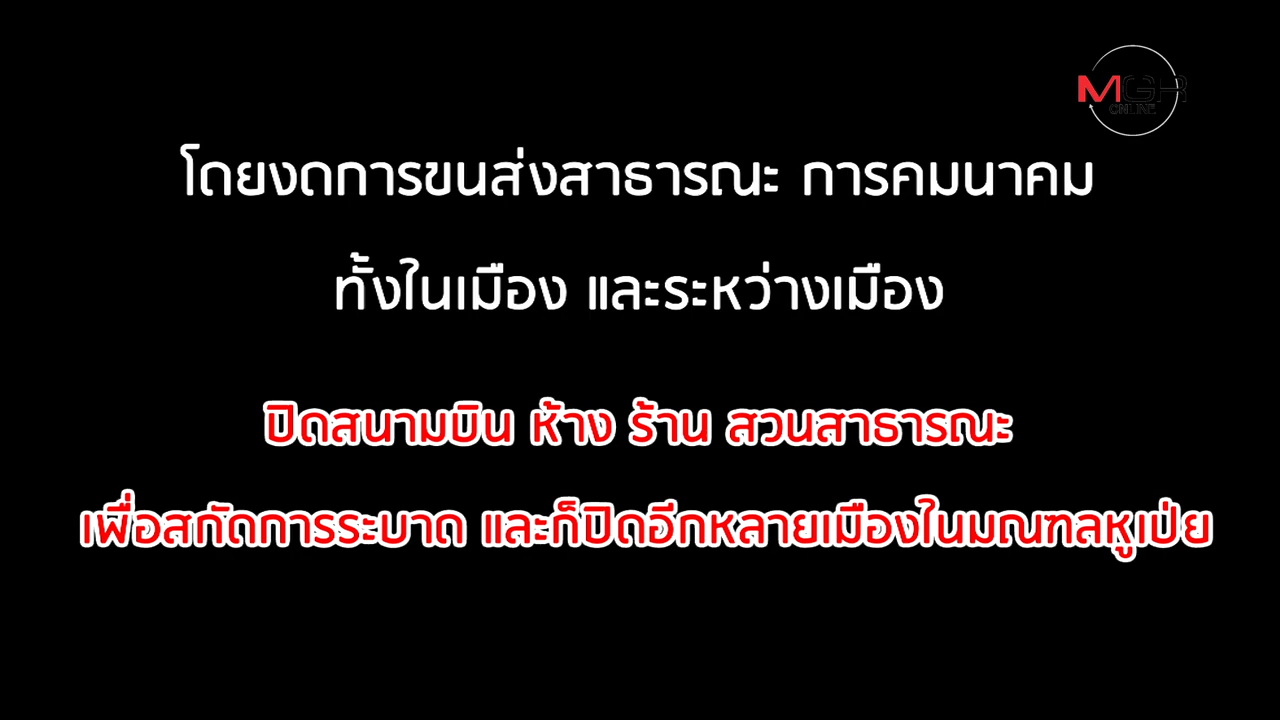 MGR
ONLINE
โดยงดการขนส่งสาธารณะ การคมนาคม
ทั้งในเมือง และระหว่างเมือง
ปิดสนามบิน ห้าง ร้าน สวนสาธารณะ
เพื่อสกัดการระบาด และก็ปิดอีกหลายเมืองในมณฑลหูเป่ย